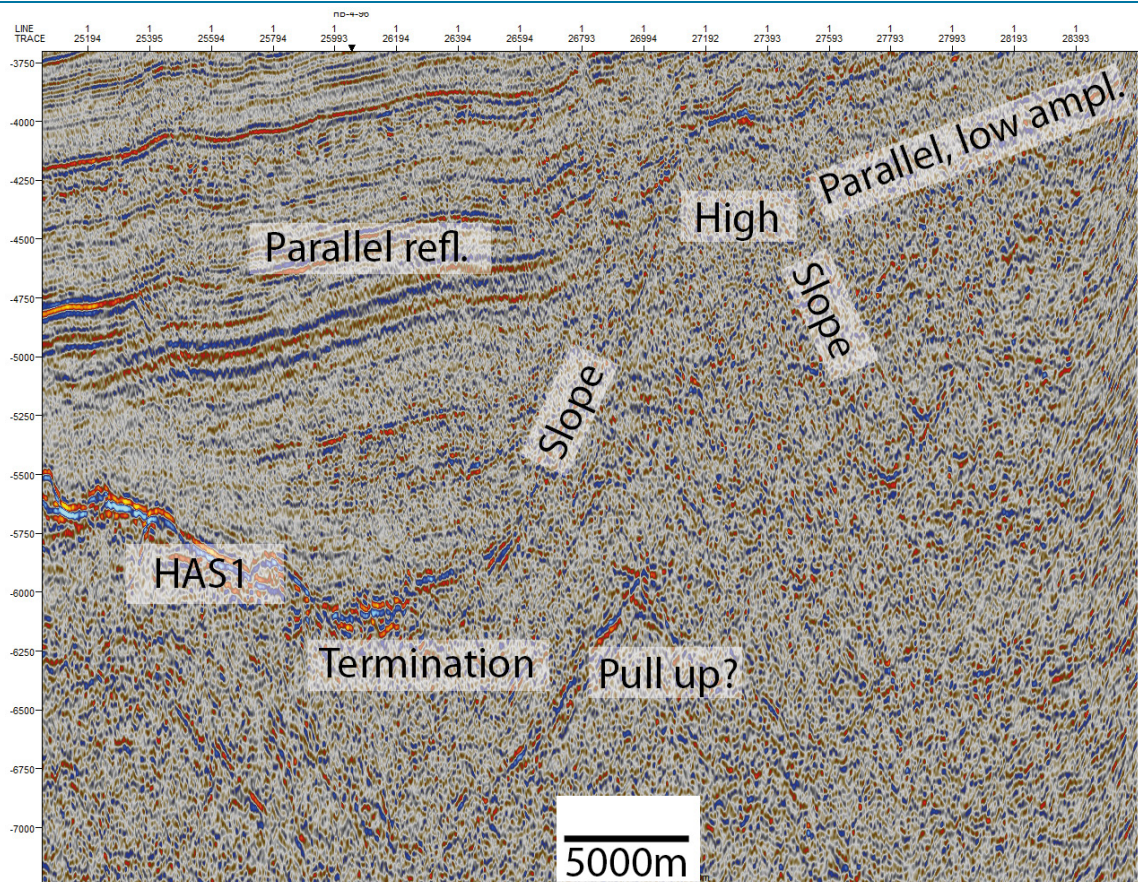 LINE 1 1 1 1 1 1 1 1 1 1 1 1 1 1 1 1 1
TRACE 25194 25395 25594 25794 25993 26194 26394 26594 26793 26994 27192 27393 27593 27793 27993 28193 28393
-3750
-4000
Parallel, low ampl.
-4250
High
Parallel refl.
-4500
Slope
-4750
-5000
Slope
-5250
-5500
-5750
HAS1
-6000
-6250
Termination
Pull up?
-6500
-6750
-7000
5000m